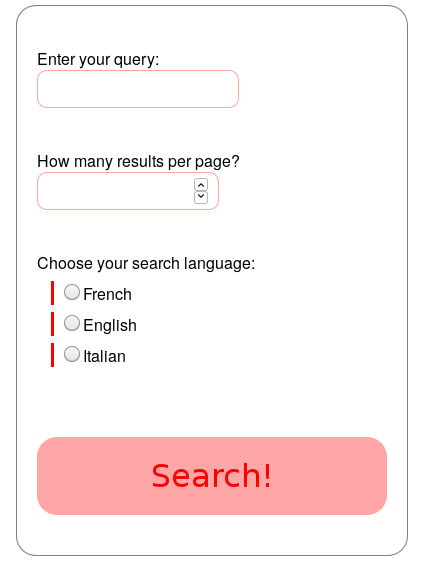 Enter your query:
How many results per page?
Choose your search language:
French
English
Italian
Search!